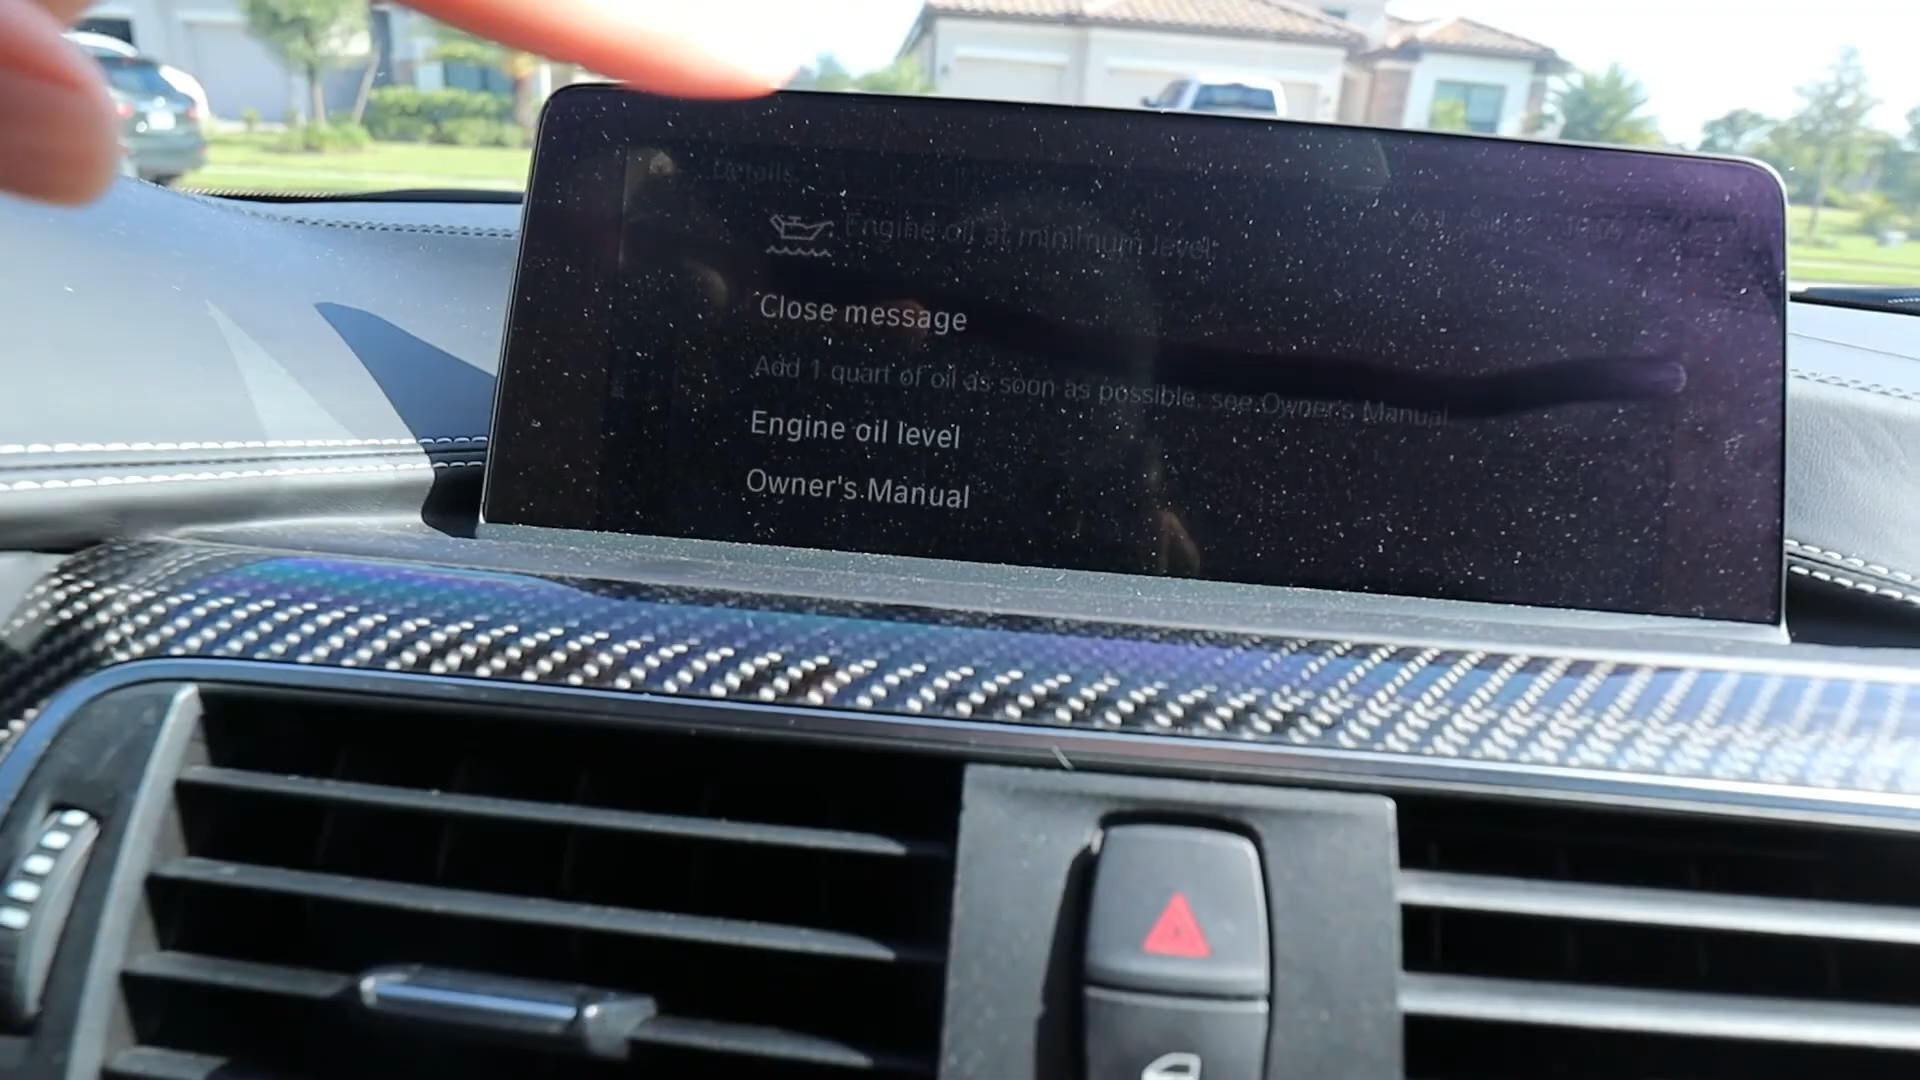 Details
Engine oil at minimum level
Close message
Add 1 quart of oil as soon as possible, see Owner's Manual
Engine oil level
Owner's Manual